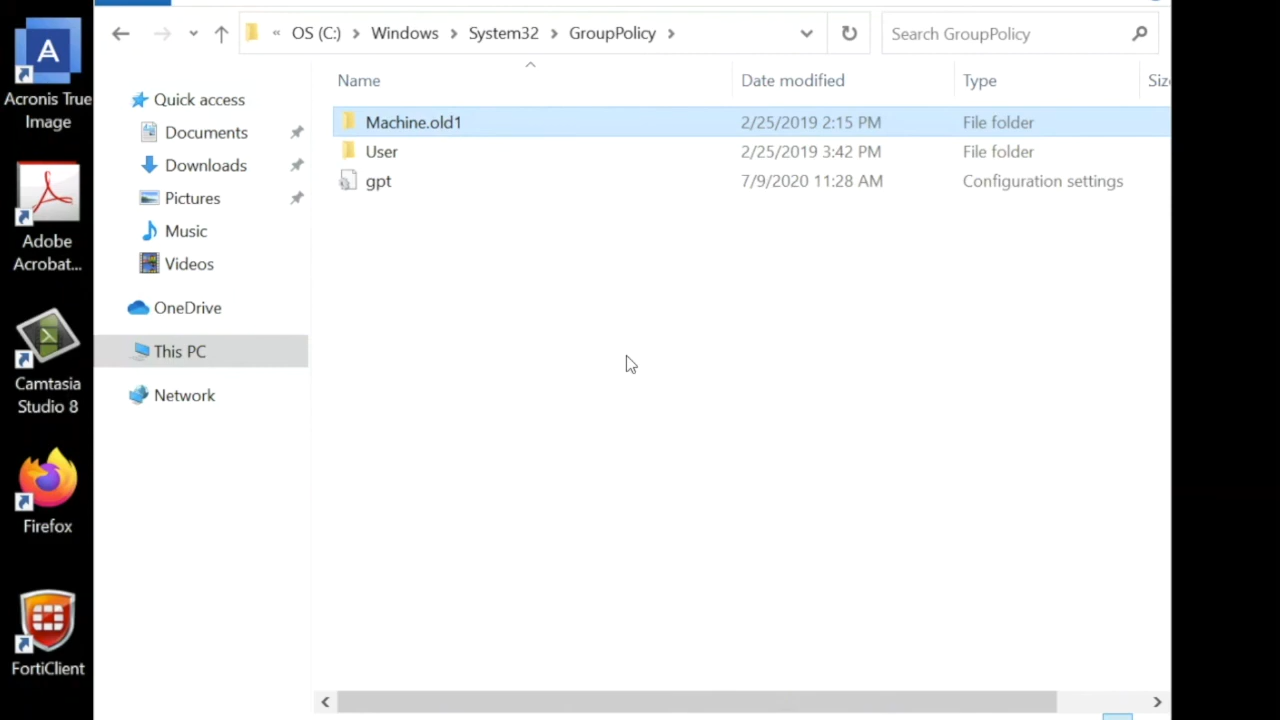 Acronis True
Image
Adobe
Acrobat...
Camtasia
Studio 8
Firefox
FortiClient
« OS (C:) > Windows > System32 > GroupPolicy >
Search GroupPolicy
Quick access
Documents
Downloads
Pictures
Music
Videos
OneDrive
This PC
Network
Name Date modified Type Siz
Machine.old1 2/25/2019 2:15 PM File folder
User 2/25/2019 3:42 PM File folder
gpt 7/9/2020 11:28 AM Configuration settings